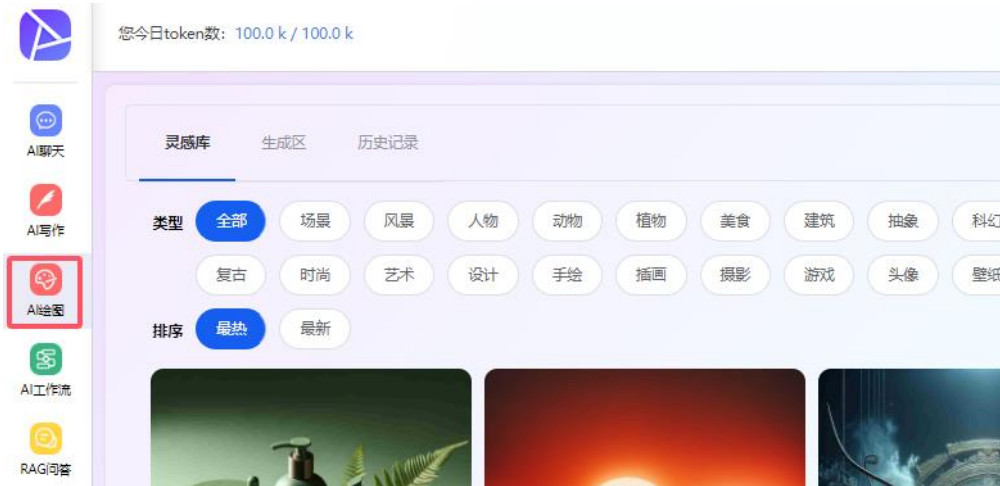 您今日token数：100.0 k / 100.0 k
AI聊天
AI写作
AI绘图
AI工作流
RAG问答
灵感库 生成区 历史记录
类型 全部 场景 风景 人物 动物 植物 美食 建筑 抽象 科幻
复古 时尚 艺术 设计 手绘 插画 摄影 游戏 头像 壁纸
排序 最热 最新